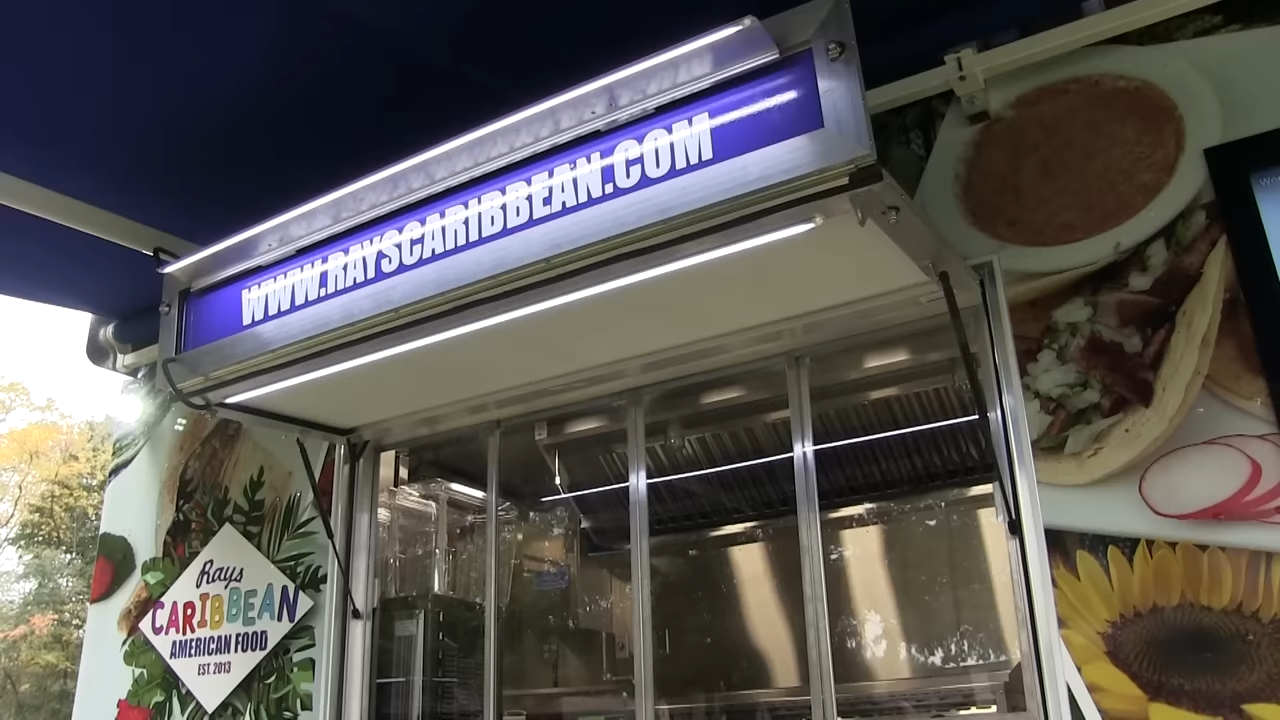 WWW.RAYSCARIBBEAN.COM
Rays
CARIBBEAN
AMERICAN FOOD
EST. 2013